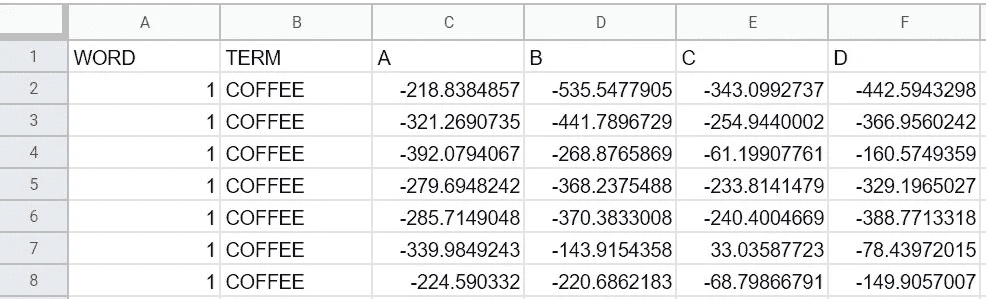 A B C D E F
1 WORD TERM A B C D
2 1 COFFEE -218.8384857 -535.5477905 -343.0992737 -442.5943298
3 1 COFFEE -321.2690735 -441.7896729 -254.9440002 -366.9560242
4 1 COFFEE -392.0794067 -268.8765869 -61.19907761 -160.5749359
5 1 COFFEE -279.6948242 -368.2375488 -233.8141479 -329.1965027
6 1 COFFEE -285.7149048 -370.3833008 -240.4004669 -388.7713318
7 1 COFFEE -339.9849243 -143.9154358 33.03587723 -78.43972015
8 1 COFFEE -224.590332 -220.6862183 -68.79866791 -149.9057007